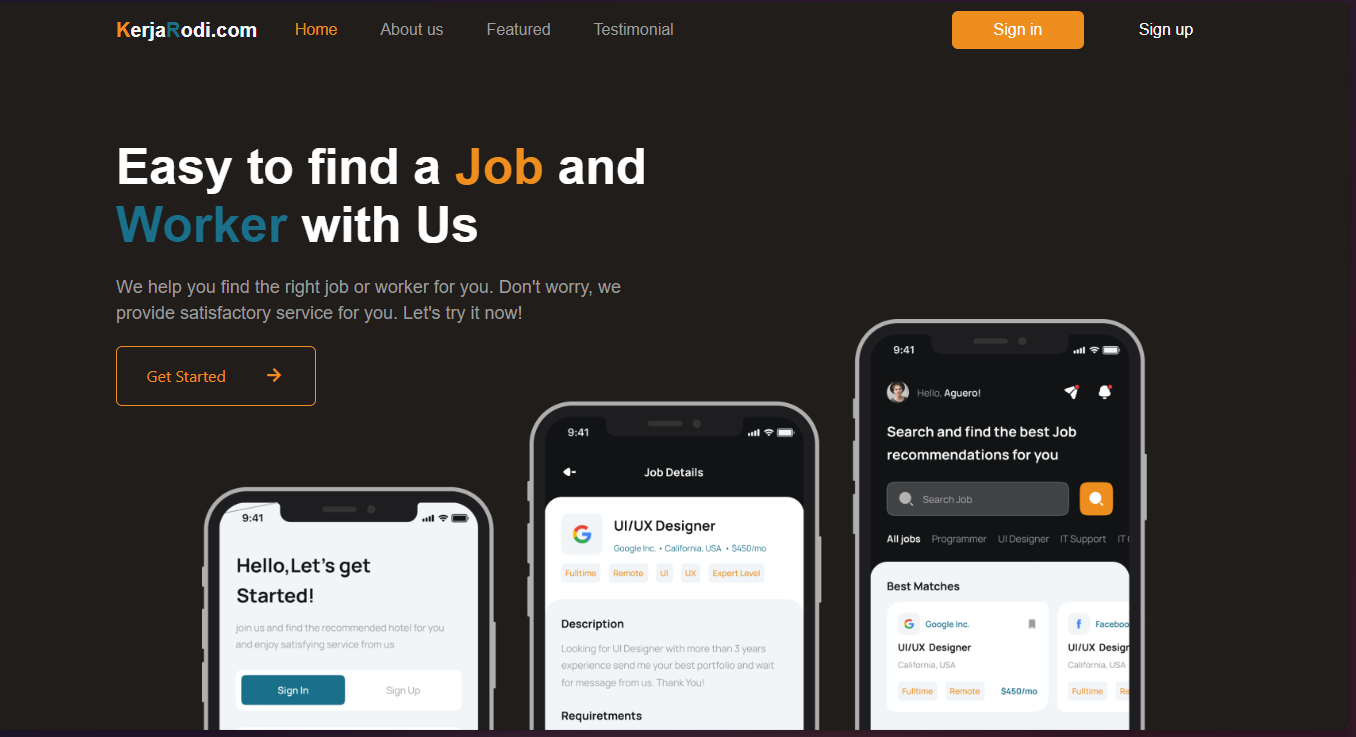 KerjaRodi.com
Home
About us
Featured
Testimonial
Sign in
Sign up
Easy to find a Job and
Worker with Us
We help you find the right job or worker for you. Don't worry, we
provide satisfactory service for you. Let's try it now!
Get Started
9:41
Hello,Let's get
Started!
join us and find the recommended hotel for you
and enjoy satisfying service from us
Sign In
Sign Up
9:41
Job Details
UI/UX Designer
Google Inc. • California, USA • $450/mo
Fulltime
Remote
UI
UX
Expert Level
Description
Looking for UI Designer with more than 3 years
experience send me your best portfolio and wait
for message from us. Thank You!
Requiretments
9:41
Hello, Aguero!
Search and find the best Job
recommendations for you
Search Job
All jobs
Programmer
UI Designer
IT Support
IT
Best Matches
Google Inc.
UI/UX Designer
California, USA
Fulltime
Remote
$450/mo
Faceboo
UI/UX Desigr
California, USA
Fulltime
Re